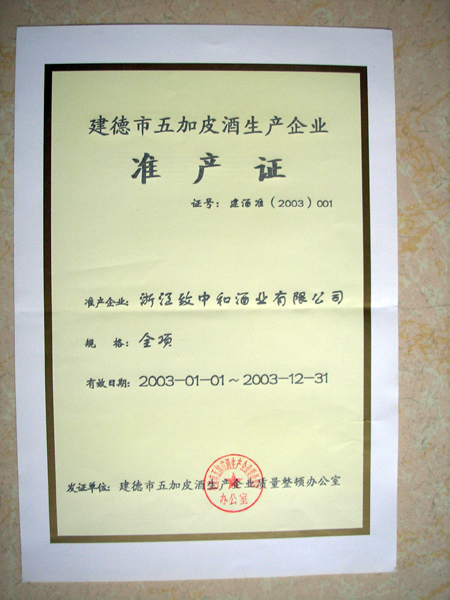 建德市五加皮酒生产企业
准产证
证号：建酒准（2003）001
准产企业：浙江致中和酒业有限公司
规格：全项
有效日期：2003-01-01～2003-12-31
发证单位：建德市五加皮酒生产企业质量整顿办公室
办公室